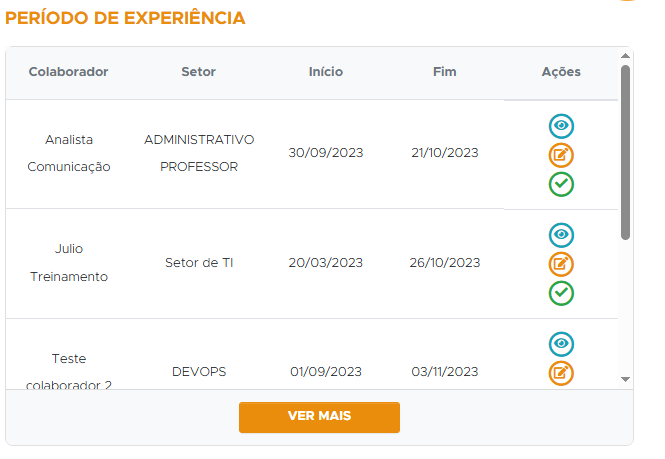 PERÍODO DE EXPERIÊNCIA
Colaborador Setor Início Fim Ações
Analista Comunicação ADMINISTRATIVO PROFESSOR 30/09/2023 21/10/2023
Julio Treinamento Setor de TI 20/03/2023 26/10/2023
Teste colaborador 2 DEVOPS 01/09/2023 03/11/2023
VER MAIS